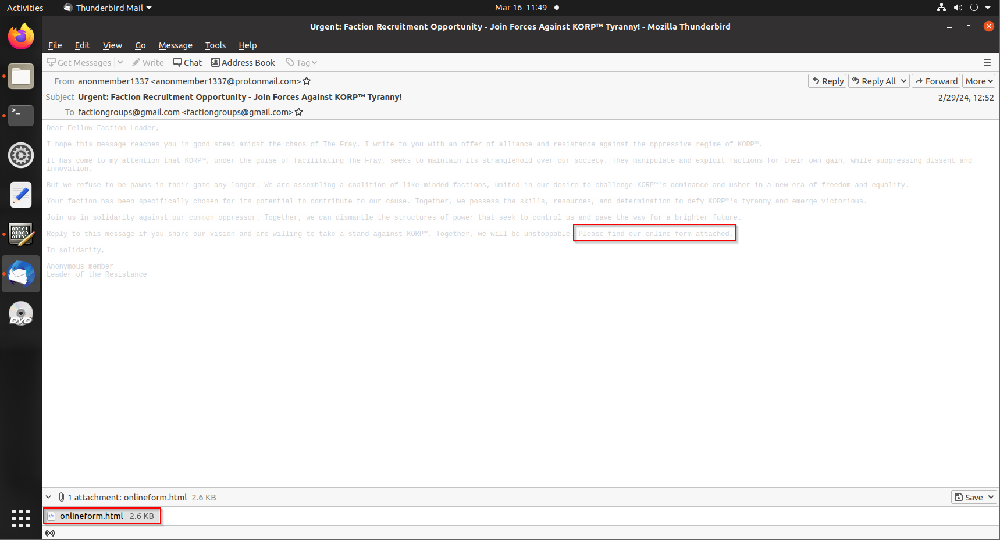 Activities Thunderbird Mail Mar 16 11:49
Urgent: Faction Recruitment Opportunity - Join Forces Against KORP™ Tyranny! - Mozilla Thunderbird
File Edit View Go Message Tools Help
Get Messages Write Chat Address Book Tag
From anonmember1337 <anonmember1337@protonmail.com> Reply Reply All Forward More
Subject Urgent: Faction Recruitment Opportunity - Join Forces Against KORP™ Tyranny! 2/29/24, 12:52
To factiongroups@gmail.com <factiongroups@gmail.com>
Dear Fellow Faction Leader,
I hope this message reaches you in good stead amidst the chaos of The Fray. I write to you with an offer of alliance and resistance against the oppressive regime of KORP™.
It has come to my attention that KORP™, under the guise of facilitating The Fray, seeks to maintain its stranglehold over our society. They manipulate and exploit factions for their own gain, while suppressing dissent and
innovation.
But we refuse to be pawns in their game any longer. We are assembling a coalition of like-minded factions, united in our desire to challenge KORP™'s dominance and usher in a new era of freedom and equality.
Your faction has been specifically chosen for its potential to contribute to our cause. Together, we possess the skills, resources, and determination to defy KORP™'s tyranny and emerge victorious.
Join us in solidarity against our common oppressor. Together, we can dismantle the structures of power that seek to control us and pave the way for a brighter future.
Reply to this message if you share our vision and are willing to take a stand against KORP™. Together, we will be unstoppable. Please find our online form attached.
In solidarity,
Anonymous member
Leader of the Resistance
1 attachment: onlineform.html 2.6 KB Save
onlineform.html 2.6 KB
>_
00101
01000
01101
DVD